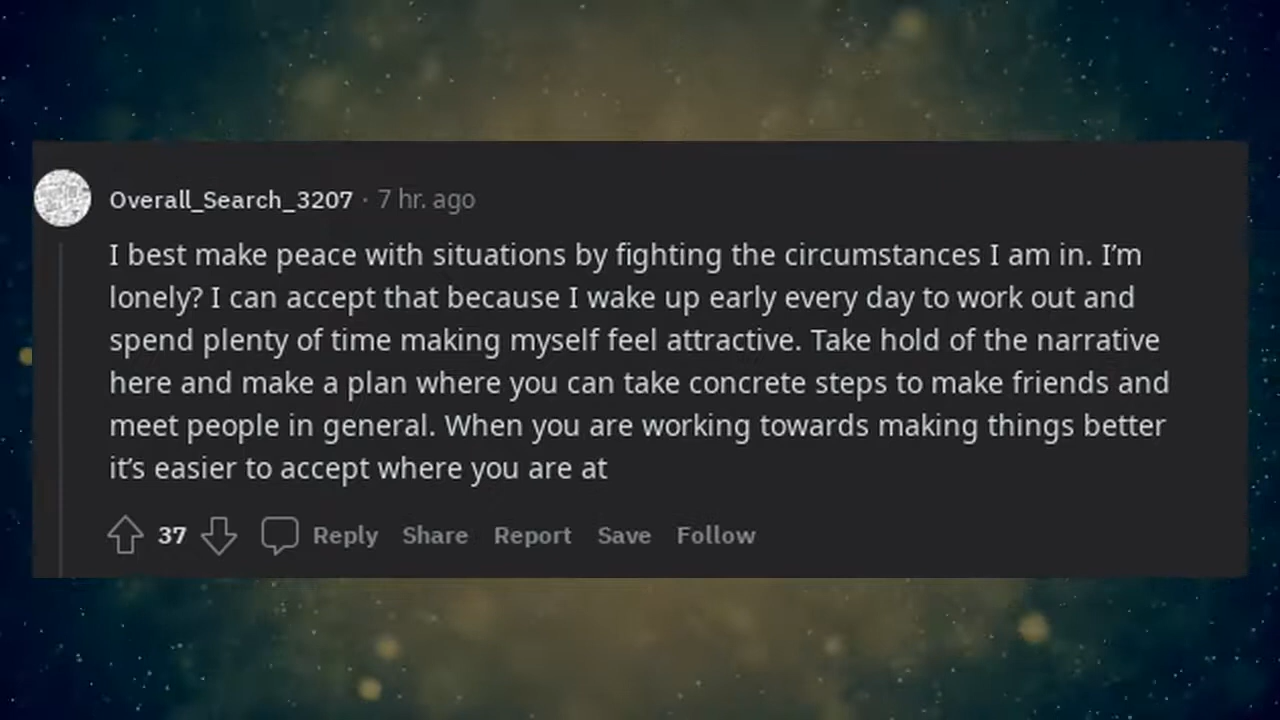 Overall_Search_3207 · 7 hr. ago
I best make peace with situations by fighting the circumstances I am in. I’m
lonely? I can accept that because I wake up early every day to work out and
spend plenty of time making myself feel attractive. Take hold of the narrative
here and make a plan where you can take concrete steps to make friends and
meet people in general. When you are working towards making things better
it’s easier to accept where you are at
37 Reply Share Report Save Follow